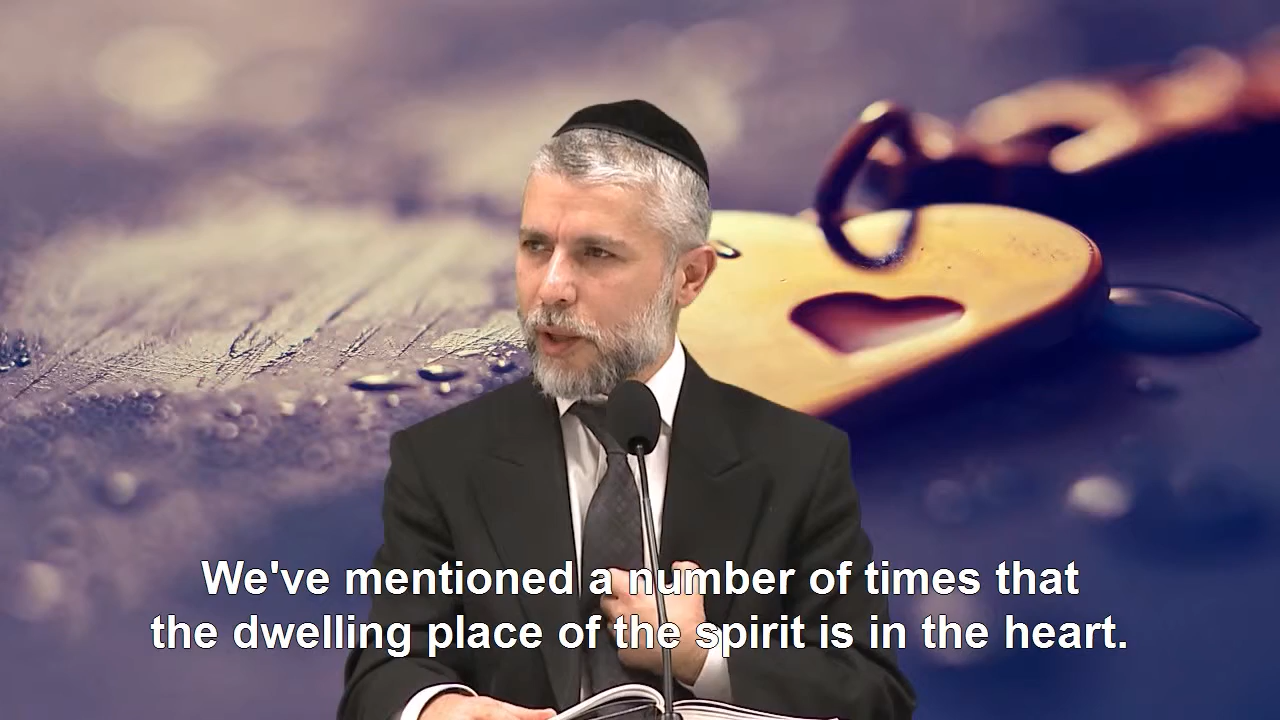 We've mentioned a number of times that
the dwelling place of the spirit is in the heart.